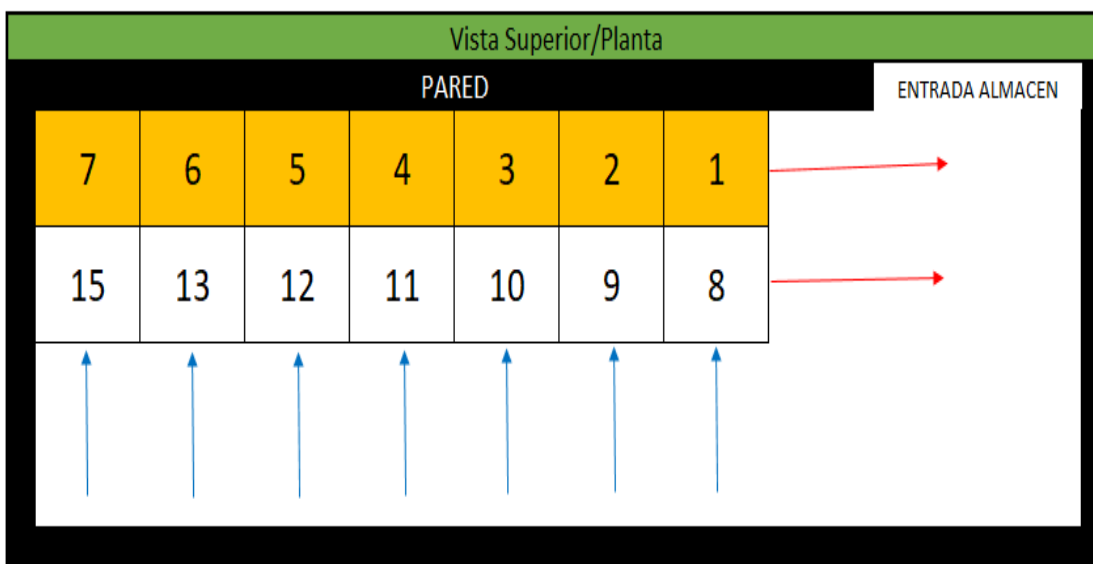 Vista Superior/Planta
PARED
ENTRADA ALMACEN
7 6 5 4 3 2 1
15 13 12 11 10 9 8